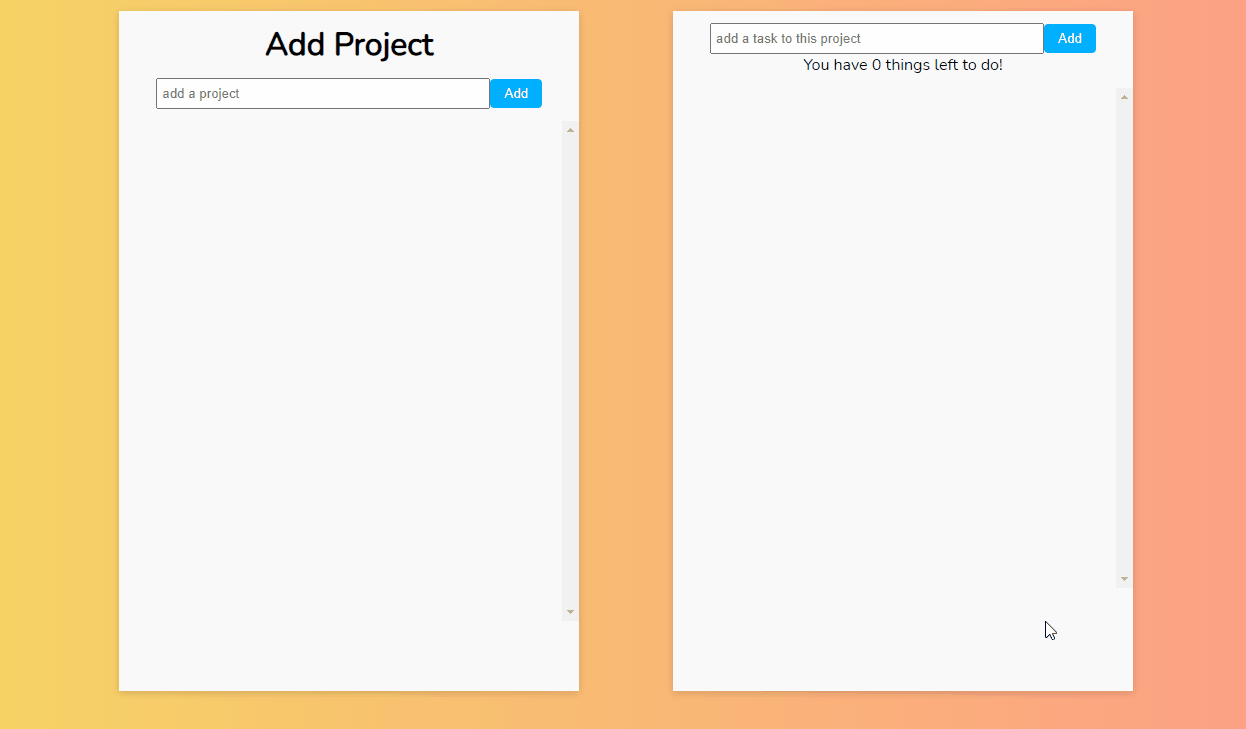 Add Project
add a project
Add
add a task to this project
Add
You have 0 things left to do!